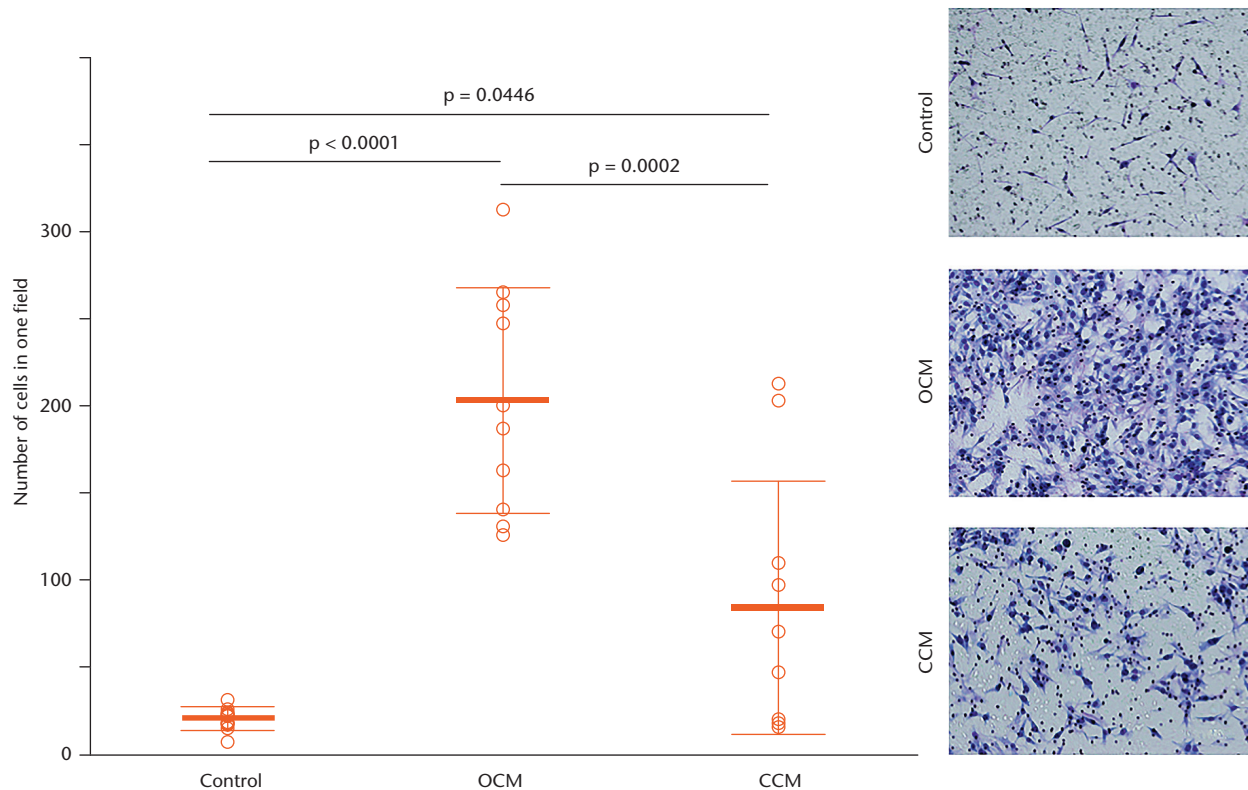 Number of cells in one field
300
200
100
0
p = 0.0446
p < 0.0001
p = 0.0002
Control
OCM
CCM
Control
OCM
CCM